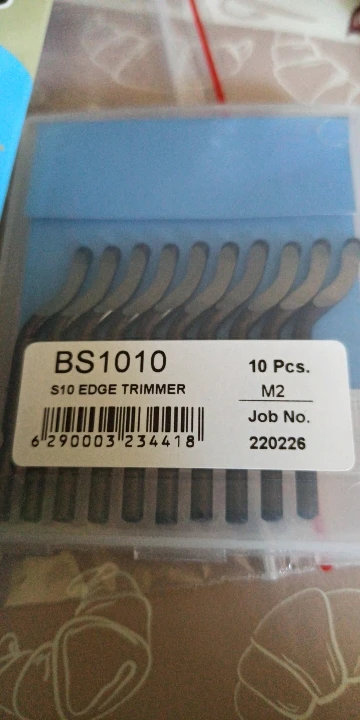 BS1010
S10 EDGE TRIMMER
6 290003 234418
10 Pcs.
M2
Job No.
220226